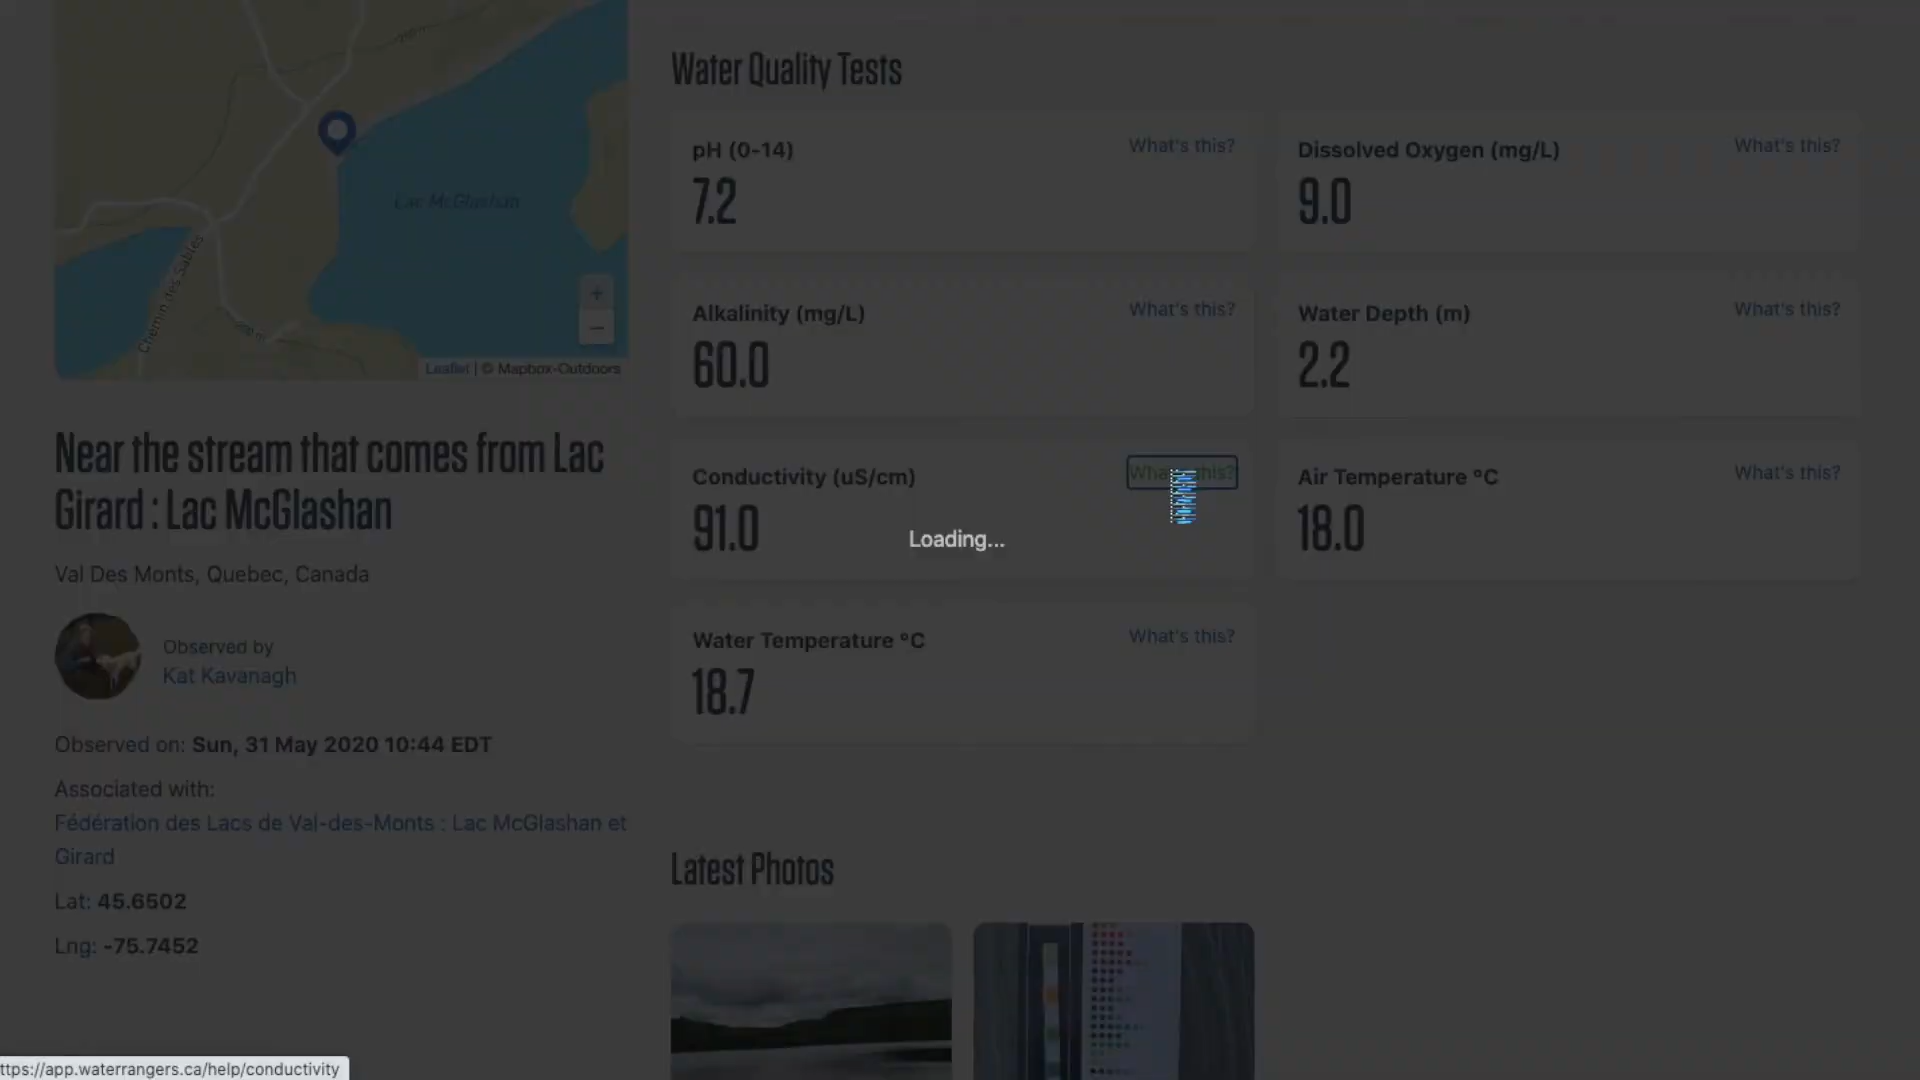 Lac McGlashan
Chemin des Sables
+
−
Leaflet | © Mapbox-Outdoors
Near the stream that comes from Lac
Girard : Lac McGlashan
Val Des Monts, Quebec, Canada
Observed by
Kat Kavanagh
Observed on: Sun, 31 May 2020 10:44 EDT
Associated with:
Fédération des Lacs de Val-des-Monts : Lac McGlashan et
Girard
Lat: 45.6502
Lng: -75.7452
Water Quality Tests
pH (0-14) What's this?
7.2
Dissolved Oxygen (mg/L) What's this?
9.0
Alkalinity (mg/L) What's this?
60.0
Water Depth (m) What's this?
2.2
Conductivity (uS/cm) What's this?
91.0
Air Temperature °C What's this?
18.0
Loading...
Water Temperature °C What's this?
18.7
Latest Photos
ttps://app.waterrangers.ca/help/conductivity